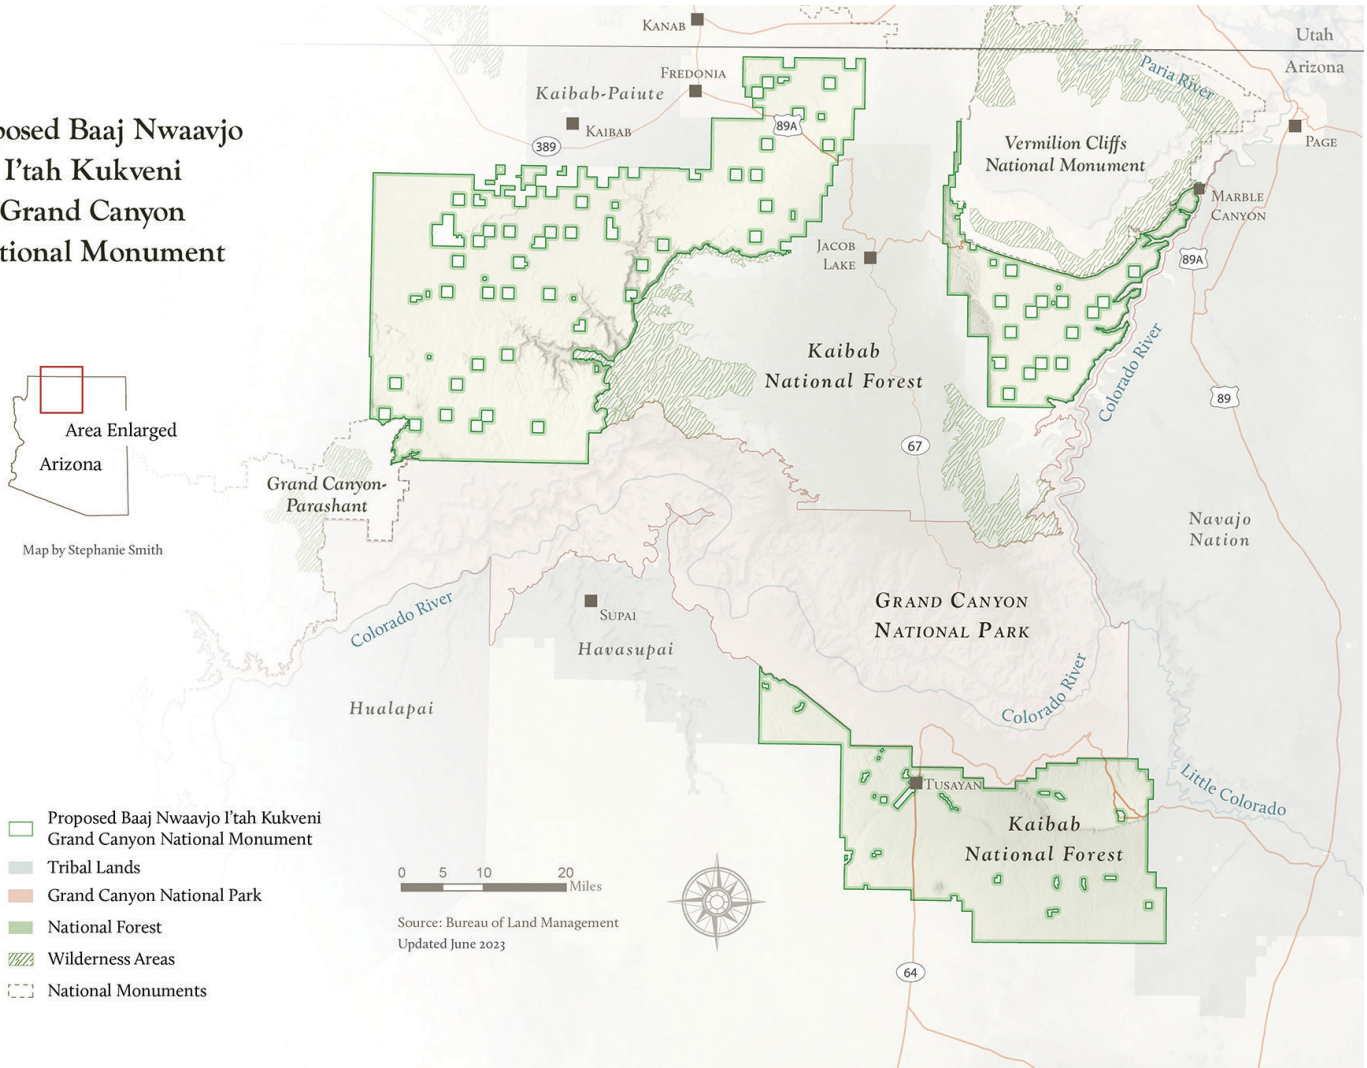 posed Baaj Nwaavjo
I'tah Kukveni
Grand Canyon
tional Monument
Area Enlarged
Arizona
Map by Stephanie Smith
Kanab
Utah
Arizona
Fredonia
Kaibab-Paiute
Kaibab
389
89A
Paria River
Page
Vermilion Cliffs
National Monument
Marble
Canyon
89A
Jacob
Lake
Kaibab
National Forest
Colorado River
89
67
Grand Canyon-
Parashant
Navajo
Nation
Colorado River
Supai
Havasupai
Grand Canyon
National Park
Hualapai
Colorado River
Little Colorado
Tusayan
Kaibab
National Forest
64
Proposed Baaj Nwaavjo I'tah Kukveni
Grand Canyon National Monument
Tribal Lands
Grand Canyon National Park
National Forest
Wilderness Areas
National Monuments
0 5 10 20
Miles
Source: Bureau of Land Management
Updated June 2023